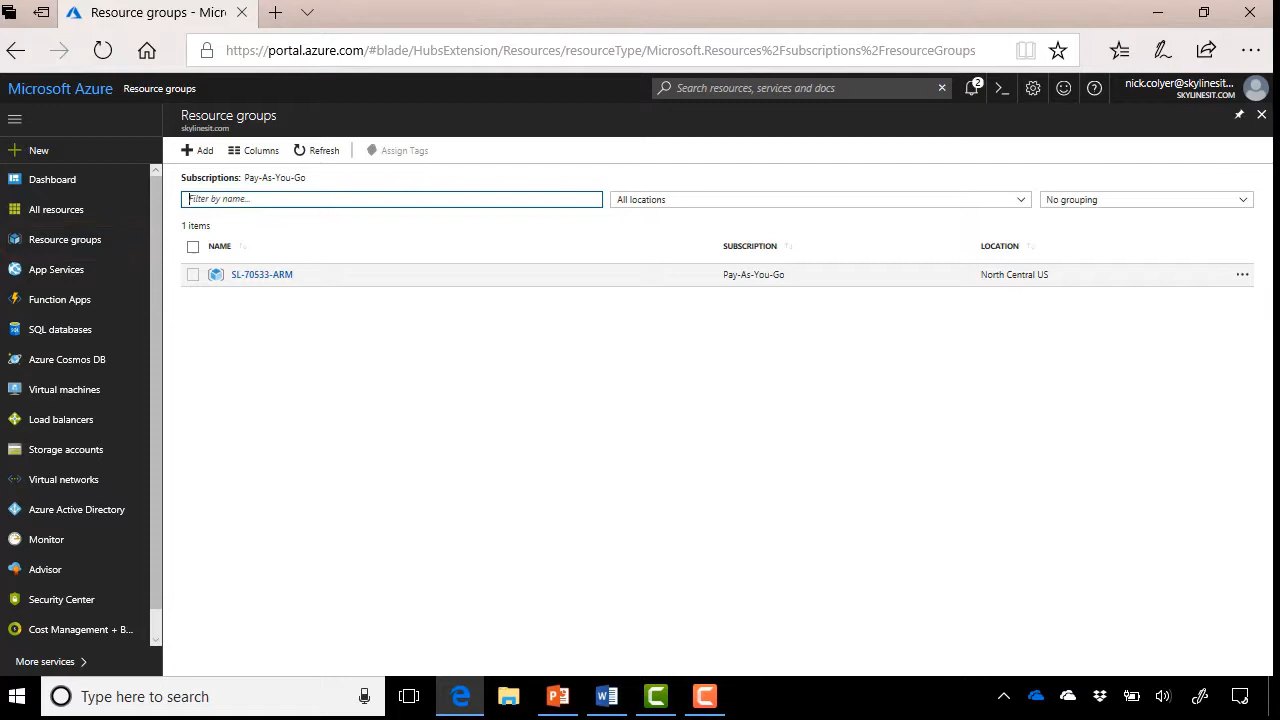 Resource groups - Micr
https://portal.azure.com/#blade/HubsExtension/Resources/resourceType/Microsoft.Resources%2Fsubscriptions%2FresourceGroups
Microsoft Azure Resource groups
Search resources, services and docs
2
nick.colyer@skylinesit...
SKYLINESIT.COM
Resource groups
skylinesit.com
New
Dashboard
All resources
Resource groups
App Services
Function Apps
SQL databases
Azure Cosmos DB
Virtual machines
Load balancers
Storage accounts
Virtual networks
Azure Active Directory
Monitor
Advisor
Security Center
Cost Management + B...
More services
Add Columns Refresh Assign Tags
Subscriptions: Pay-As-You-Go
Filter by name... All locations No grouping
1 items
NAME SUBSCRIPTION LOCATION
SL-70533-ARM Pay-As-You-Go North Central US
Type here to search